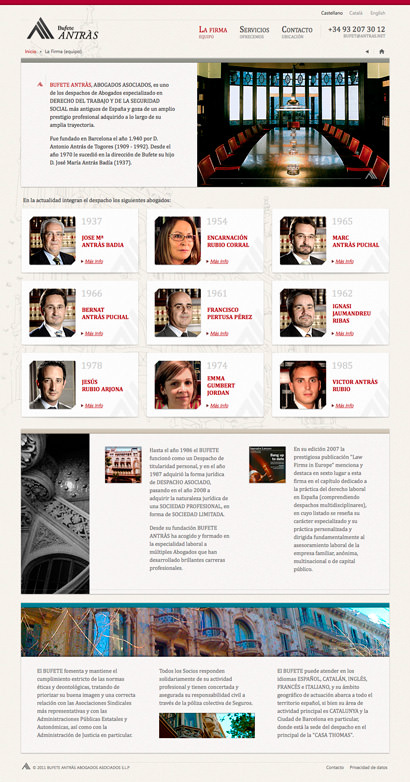 Castellano Català English
Bufete
ANTRÀS
LA FIRMA
EQUIPO
SERVICIOS
OFRECEMOS
CONTACTO
UBICACIÓN
+34 93 207 30 12
BUFETE@ANTRAS.NET
Inicio • La Firma (equipo)
BUFETE ANTRÀS, ABOGADOS ASOCIADOS, es uno
de los despachos de Abogados especializado en
DERECHO DEL TRABAJO Y DE LA SEGURIDAD
SOCIAL más antiguos de España y goza de un amplio
prestigio profesional adquirido a lo largo de su
amplia trayectoria.
Fue fundado en Barcelona el año 1.940 por D.
Antonio Antràs de Togores (1909 - 1992). Desde el
año 1970 le sucedió en la dirección de Bufete su hijo
D. José María Antràs Badia (1937).
En la actualidad integran el despacho los siguientes abogados:
1937
JOSE Mª
ANTRÀS BADIA
Más info
1954
ENCARNACIÓN
RUBIO CORRAL
Más info
1965
MARC
ANTRÀS PUCHAL
Más info
1966
BERNAT
ANTRÀS PUCHAL
Más info
1961
FRANCISCO
PERTUSA PÉREZ
Más info
1962
IGNASI
JAUMANDREU
RIBAS
Más info
1978
JESÚS
RUBIO ARJONA
Más info
1974
EMMA
GUMBERT
JORDAN
Más info
1985
VICTOR ANTRÀS
RUBIO
Más info
Hasta el año 1986 el BUFETE
funcionó como un Despacho de
titularidad personal, y en el año
1987 adquirió la forma jurídica
de DESPACHO ASOCIADO,
pasando en el año 2008 a
adquirir la naturaleza jurídica de
una SOCIEDAD PROFESIONAL, en
forma de SOCIEDAD LIMITADA.
Desde su fundación BUFETE
ANTRÀS ha acogido y formado
en la especialidad laboral a
múltiples Abogados que han
desarrollado brillantes carreras
profesionales.
En su edición 2007 la
prestigiosa publicación "Law
Firms in Europe" menciona y
destaca en sexto lugar a esta
firma en el capítulo dedicado a
la práctica del derecho laboral
en España (comprendiendo
despachos multidisciplinares),
en cuyo listado se reseña su
carácter especializado y su
práctica personalizada y
dirigida fundamentalmente al
asesoramiento laboral de la
empresa familiar, anónima,
multinacional o de capital
público.
El BUFETE fomenta y mantiene el
cumplimiento estricto de las normas
éticas y deontológicas, tratando de
priorizar su buena imagen y una correcta
relación con las Asociaciones Sindicales
más representativas y con las
Administraciones Públicas Estatales y
Autonómicas, así como con la
Administración de justicia en particular.
Todos los Socios responden
solidariamente de su actividad
profesional y tienen concertada y
asegurada su responsabilidad civil a
través de la póliza colectiva de Seguros.
El BUFETE puede atender en los
idiomas ESPAÑOL, CATALÁN, INGLÉS,
FRANCÉS e ITALIANO, y su ámbito
geográfico de actuación abarca a todo el
territorio español, si bien su área de
actividad principal es CATALUNYA y la
Ciudad de Barcelona en particular,
donde está la sede del despacho en el
principal de la "CASA THOMAS".
© 2011 BUFETE ANTRÀS ABOGADOS ASOCIADOS S.L.P
Contacto Privacidad de datos